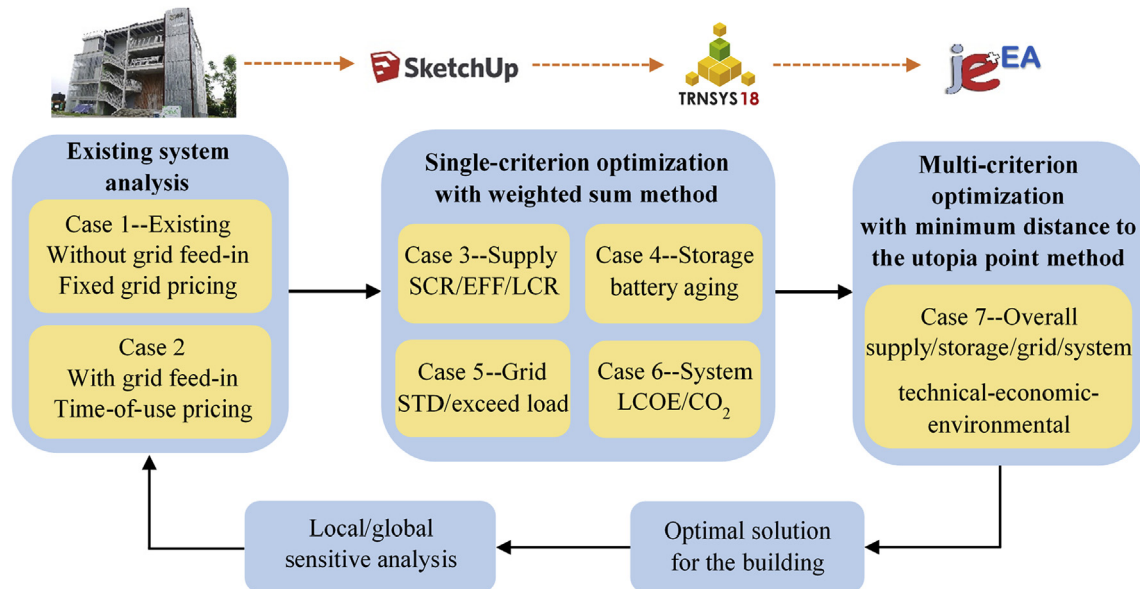 SketchUp
TRNSYS 18
je+EA
Existing system
analysis
Case 1--Existing
Without grid feed-in
Fixed grid pricing
Case 2
With grid feed-in
Time-of-use pricing
Single-criterion optimization
with weighted sum method
Case 3--Supply
SCR/EFF/LCR
Case 4--Storage
battery aging
Case 5--Grid
STD/exceed load
Case 6--System
LCOE/CO₂
Multi-criterion
optimization
with minimum distance to
the utopia point method
Case 7--Overall
supply/storage/grid/system
technical-economic-
environmental
Local/global
sensitive analysis
Optimal solution
for the building